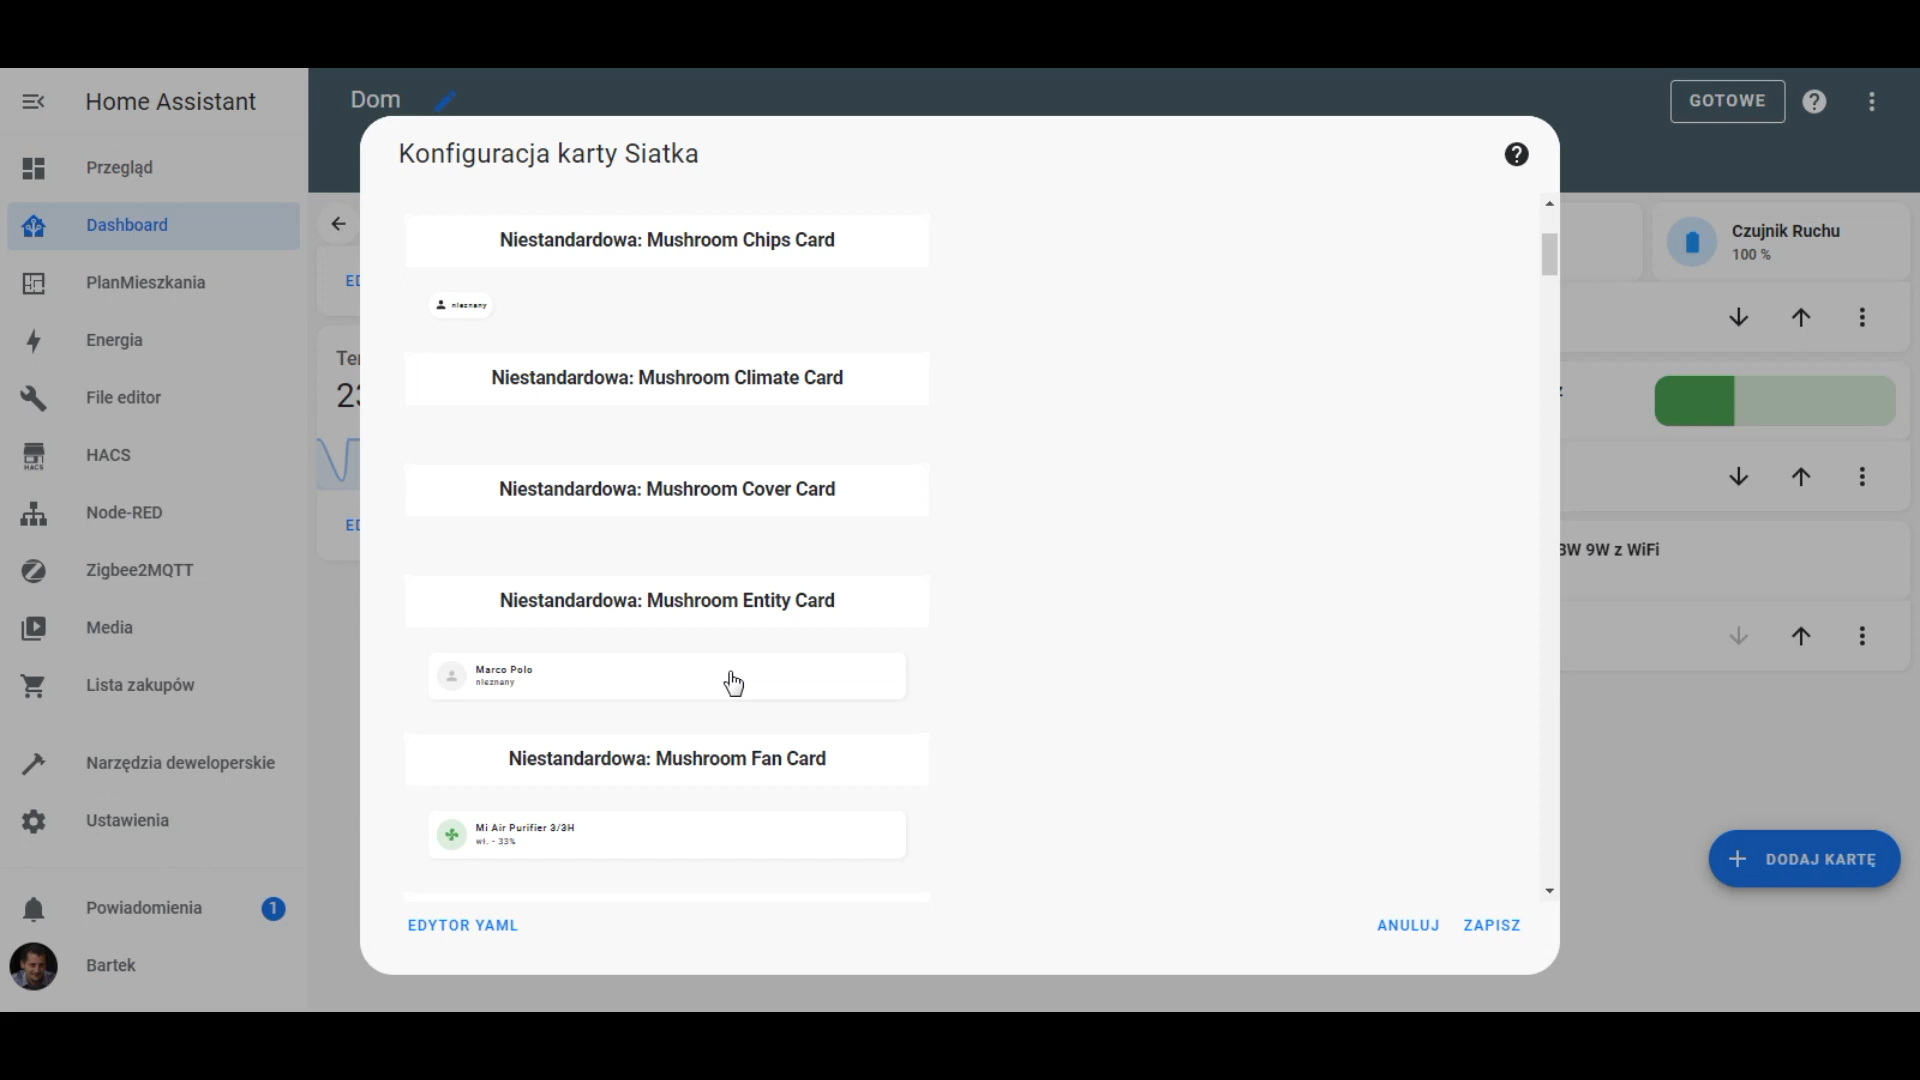 Home Assistant
Przegląd
Dashboard
PlanMieszkania
Energia
File editor
HACS
HACS
Node-RED
Zigbee2MQTT
Media
Lista zakupów
Narzędzia deweloperskie
Ustawienia
Powiadomienia 1
Bartek
Dom
GOTOWE
Konfiguracja karty Siatka
Niestandardowa: Mushroom Chips Card
nieznany
Niestandardowa: Mushroom Climate Card
Niestandardowa: Mushroom Cover Card
Niestandardowa: Mushroom Entity Card
Marco Polo
nieznany
Niestandardowa: Mushroom Fan Card
Mi Air Purifier 3/3H
wł. - 33%
EDYTOR YAML
ANULUJ
ZAPISZ
Czujnik Ruchu
100 %
9W z WiFi
DODAJ KARTĘ